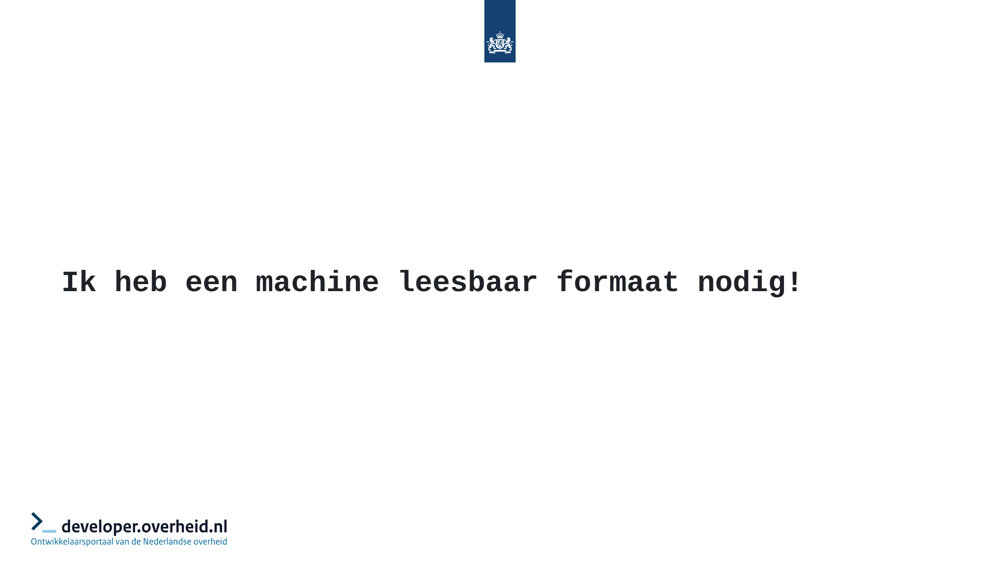 Ik heb een machine leesbaar formaat nodig!
developer.overheid.nl
Ontwikkelaarsportaal van de Nederlandse overheid